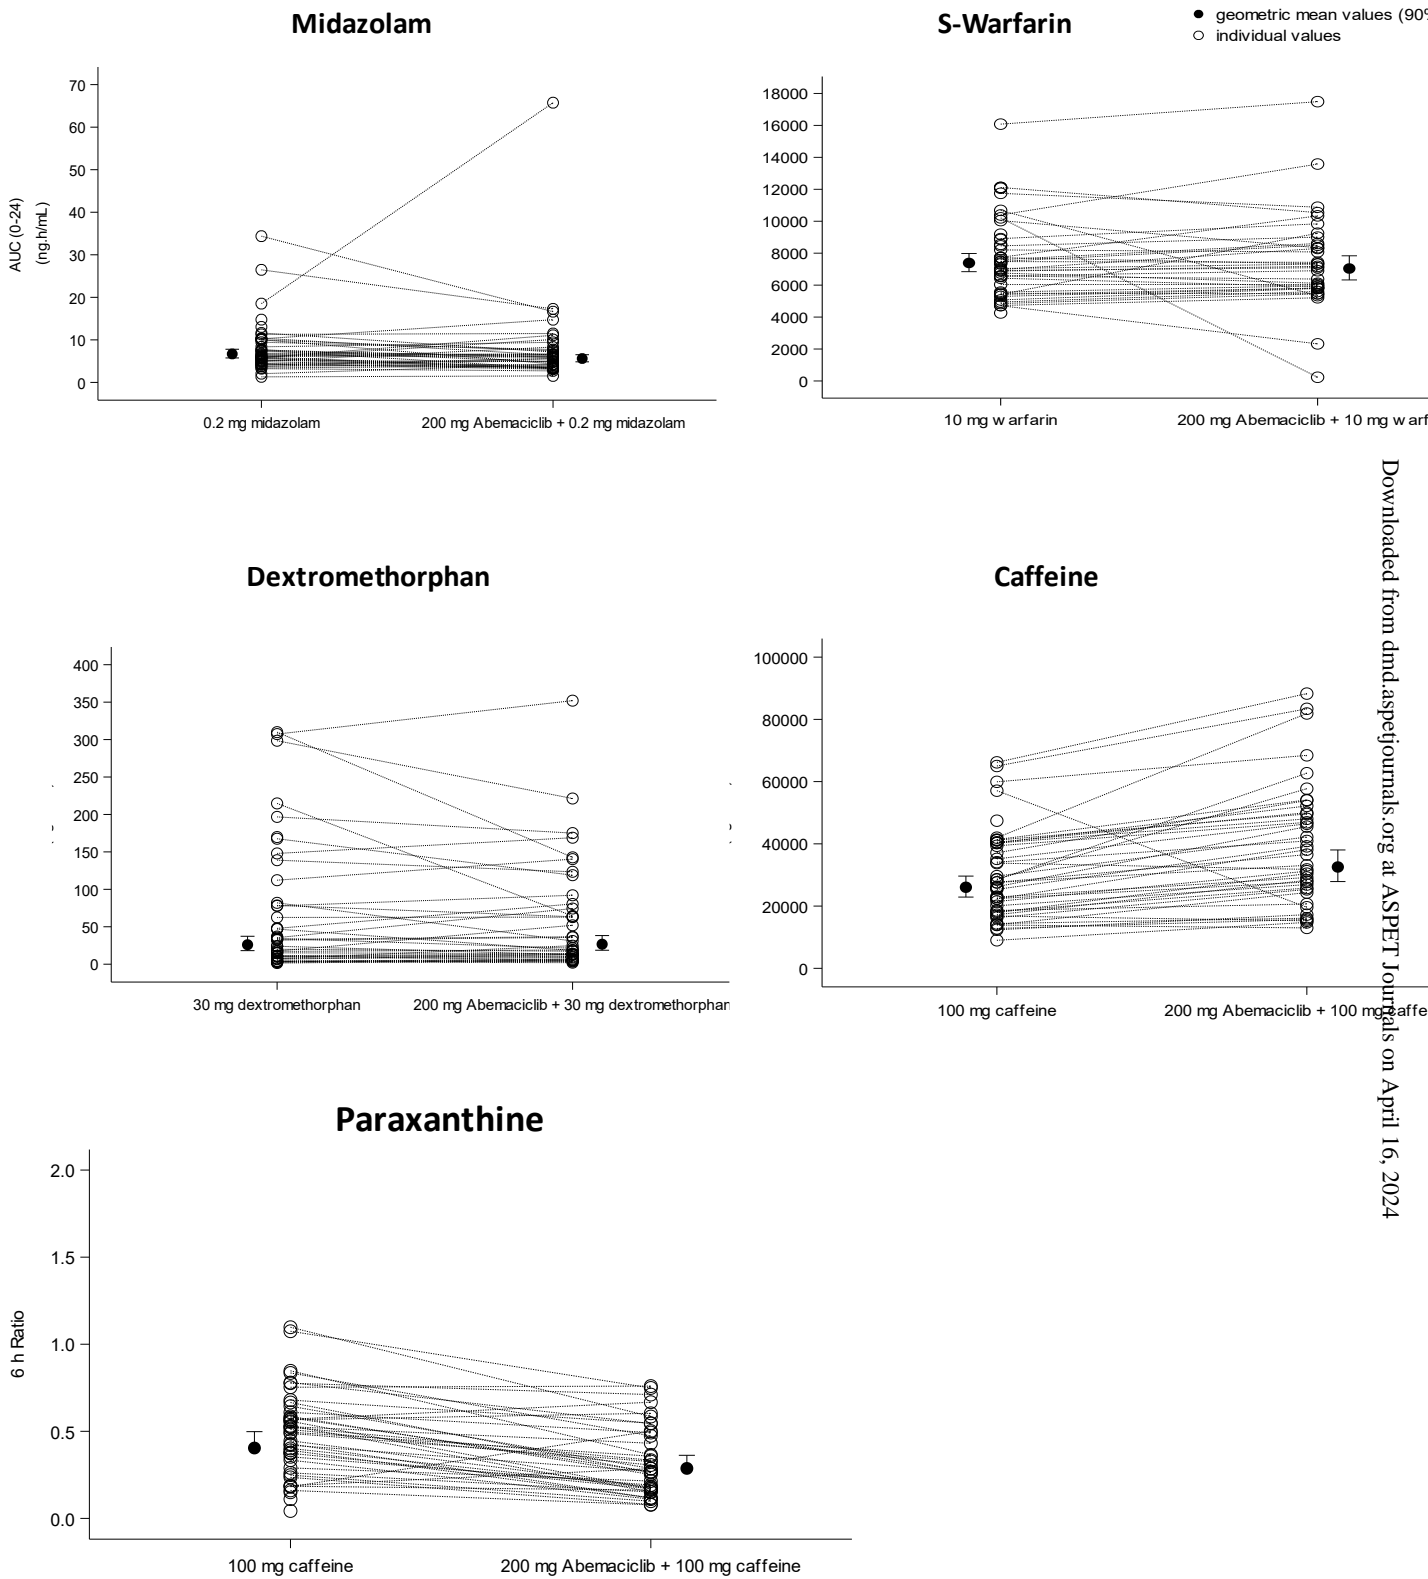 Midazolam
S-Warfarin
geometric mean values (90%
individual values
70
60
50
40
30
20
10
0
AUC (0-24)
(ng.h/mL)
0.2 mg midazolam
200 mg Abemaciclib + 0.2 mg midazolam
18000
16000
14000
12000
10000
8000
6000
4000
2000
0
10 mg warfarin
200 mg Abemaciclib + 10 mg warf
Dextromethorphan
Caffeine
400
350
300
250
200
150
100
50
0
30 mg dextromethorphan
200 mg Abemaciclib + 30 mg dextromethorphan
100000
80000
60000
40000
20000
0
100 mg caffeine
200 mg Abemaciclib + 100 mg caffe
Paraxanthine
2.0
1.5
1.0
0.5
0.0
6 h Ratio
100 mg caffeine
200 mg Abemaciclib + 100 mg caffeine
Downloaded from dmd.aspetjournals.org at ASPET Journals on April 16, 2024